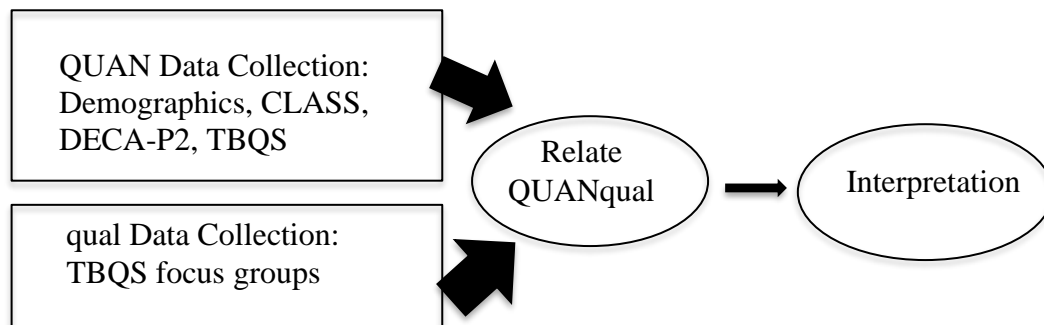 QUAN Data Collection:
Demographics, CLASS,
DECA-P2, TBQS
qual Data Collection:
TBQS focus groups
Relate
QUANqual
Interpretation